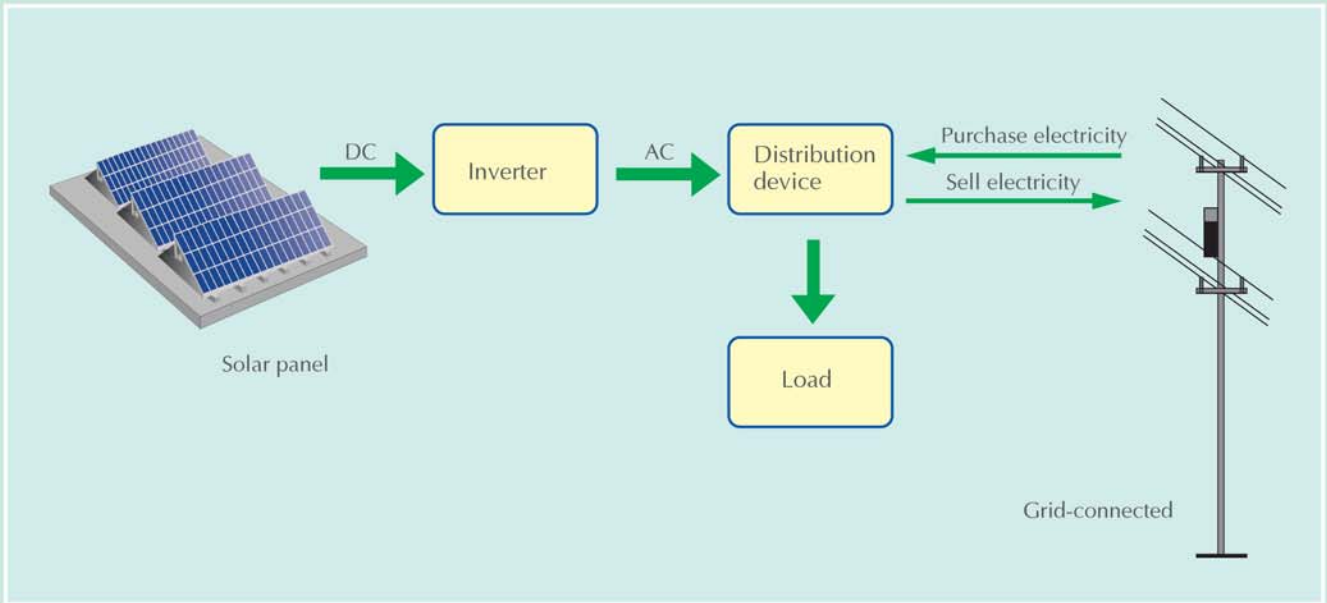 DC
Inverter
AC
Distribution
device
Purchase electricity
Sell electricity
Solar panel
Load
Grid-connected